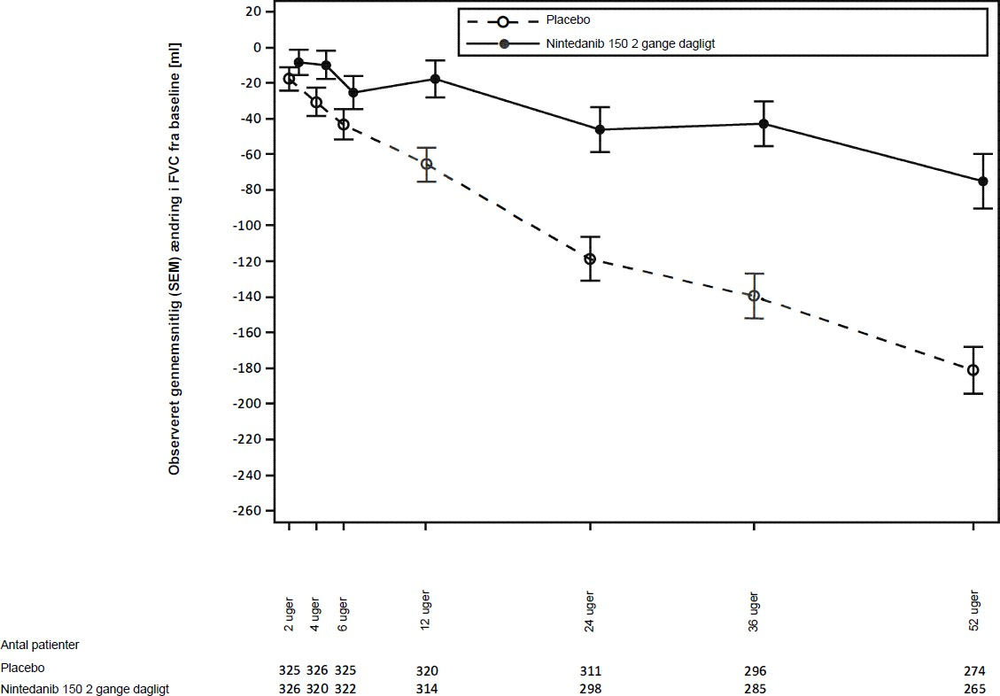 Observeret gennemsnitlig (SEM) ændring i FVC fra baseline [ml]
20
0
-20
-40
-60
-80
-100
-120
-140
-160
-180
-200
-220
-240
-260
Placebo
Nintedanib 150 2 gange dagligt
2 uger 4 uger 6 uger 12 uger 24 uger 36 uger 52 uger
Antal patienter
Placebo 325 326 325 320 311 296 274
Nintedanib 150 2 gange dagligt 326 320 322 314 298 285 265